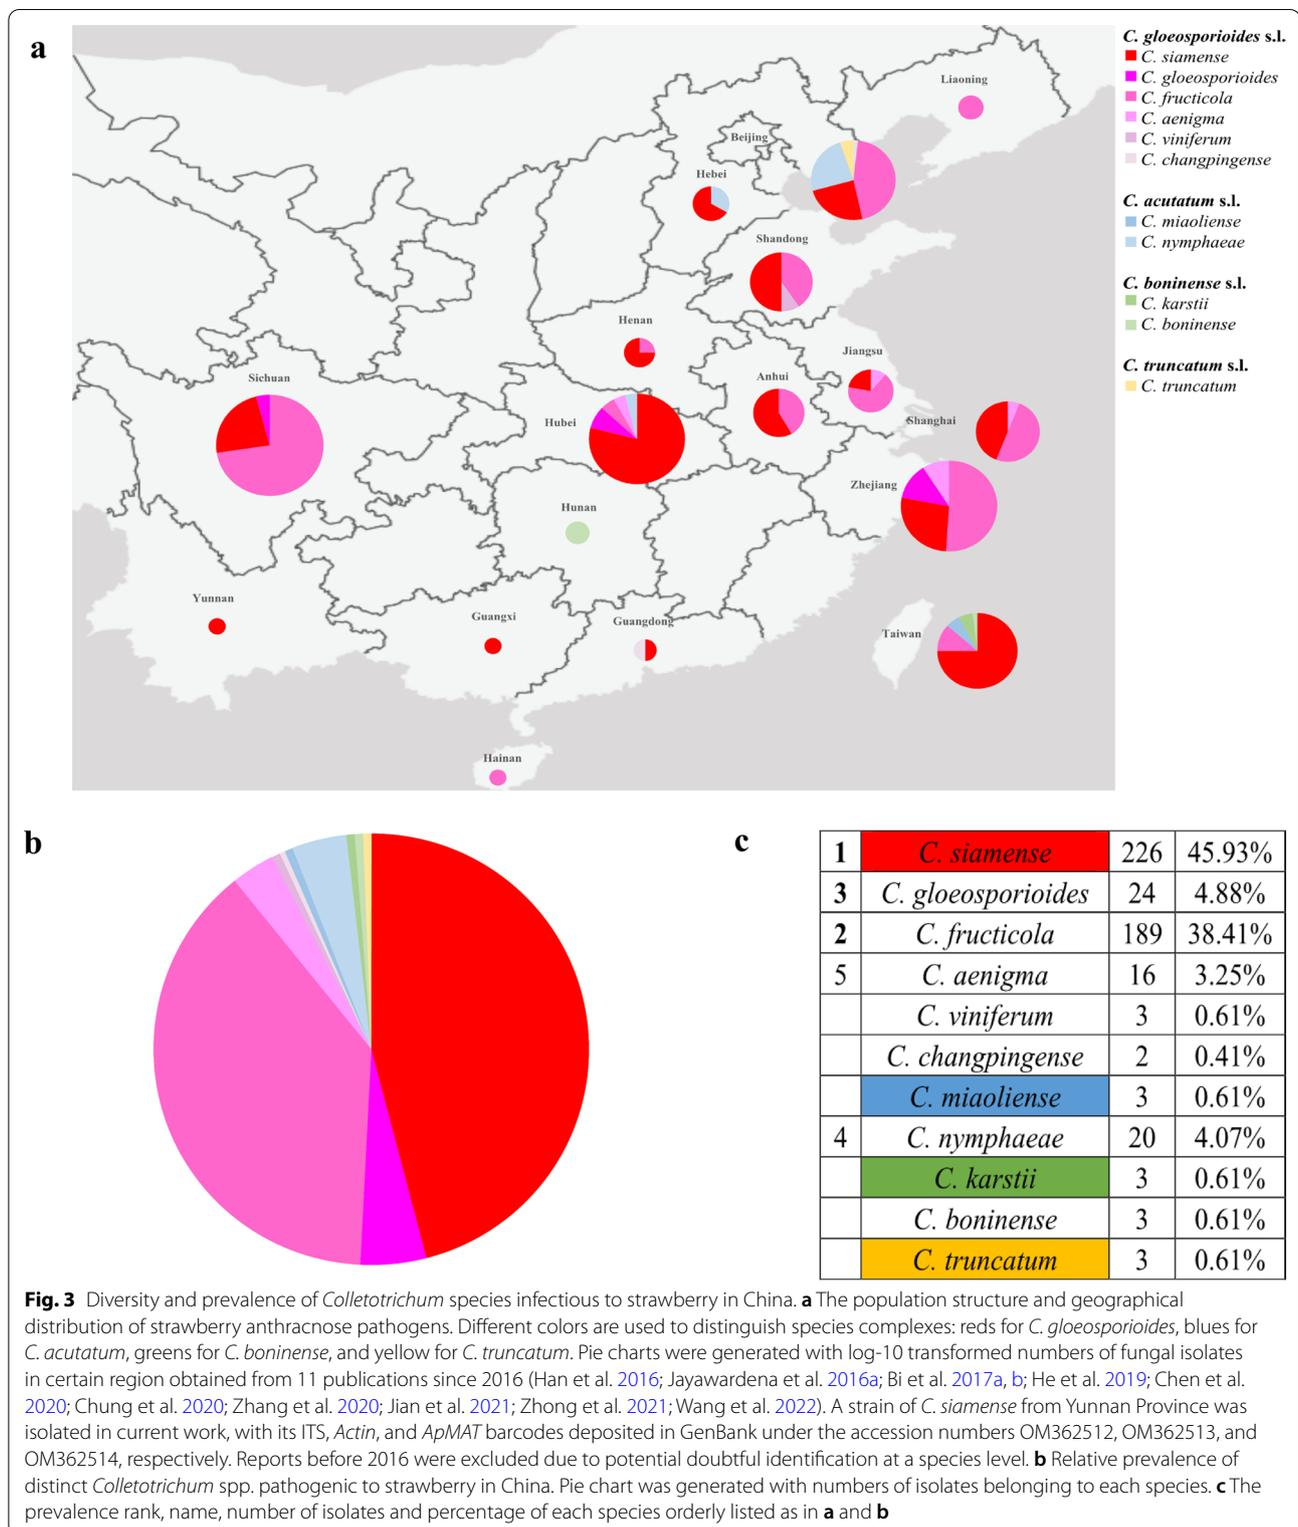 a
C. gloeosporioides s.l.
C. siamense
C. gloeosporioides
C. fructicola
C. aenigma
C. viniferum
C. changpingense
C. acutatum s.l.
C. miaoliense
C. nymphaeae
C. boninense s.l.
C. karstii
C. boninense
C. truncatum s.l.
C. truncatum
Liaoning
Beijing
Hebei
Shandong
Henan
Jiangsu
Sichuan
Anhui
Hubei
Shanghai
Zhejiang
Hunan
Yunnan
Guangxi
Guangdong
Taiwan
Hainan
b
c
1 C. siamense 226 45.93%
3 C. gloeosporioides 24 4.88%
2 C. fructicola 189 38.41%
5 C. aenigma 16 3.25%
C. viniferum 3 0.61%
C. changpingense 2 0.41%
C. miaoliense 3 0.61%
4 C. nymphaeae 20 4.07%
C. karstii 3 0.61%
C. boninense 3 0.61%
C. truncatum 3 0.61%
Fig. 3 Diversity and prevalence of Colletotrichum species infectious to strawberry in China. a The population structure and geographical
distribution of strawberry anthracnose pathogens. Different colors are used to distinguish species complexes: reds for C. gloeosporioides, blues for
C. acutatum, greens for C. boninense, and yellow for C. truncatum. Pie charts were generated with log-10 transformed numbers of fungal isolates
in certain region obtained from 11 publications since 2016 (Han et al. 2016; Jayawardena et al. 2016a; Bi et al. 2017a, b; He et al. 2019; Chen et al.
2020; Chung et al. 2020; Zhang et al. 2020; Jian et al. 2021; Zhong et al. 2021; Wang et al. 2022). A strain of C. siamense from Yunnan Province was
isolated in current work, with its ITS, Actin, and ApMAT barcodes deposited in GenBank under the accession numbers OM362512, OM362513, and
OM362514, respectively. Reports before 2016 were excluded due to potential doubtful identification at a species level. b Relative prevalence of
distinct Colletotrichum spp. pathogenic to strawberry in China. Pie chart was generated with numbers of isolates belonging to each species. c The
prevalence rank, name, number of isolates and percentage of each species orderly listed as in a and b